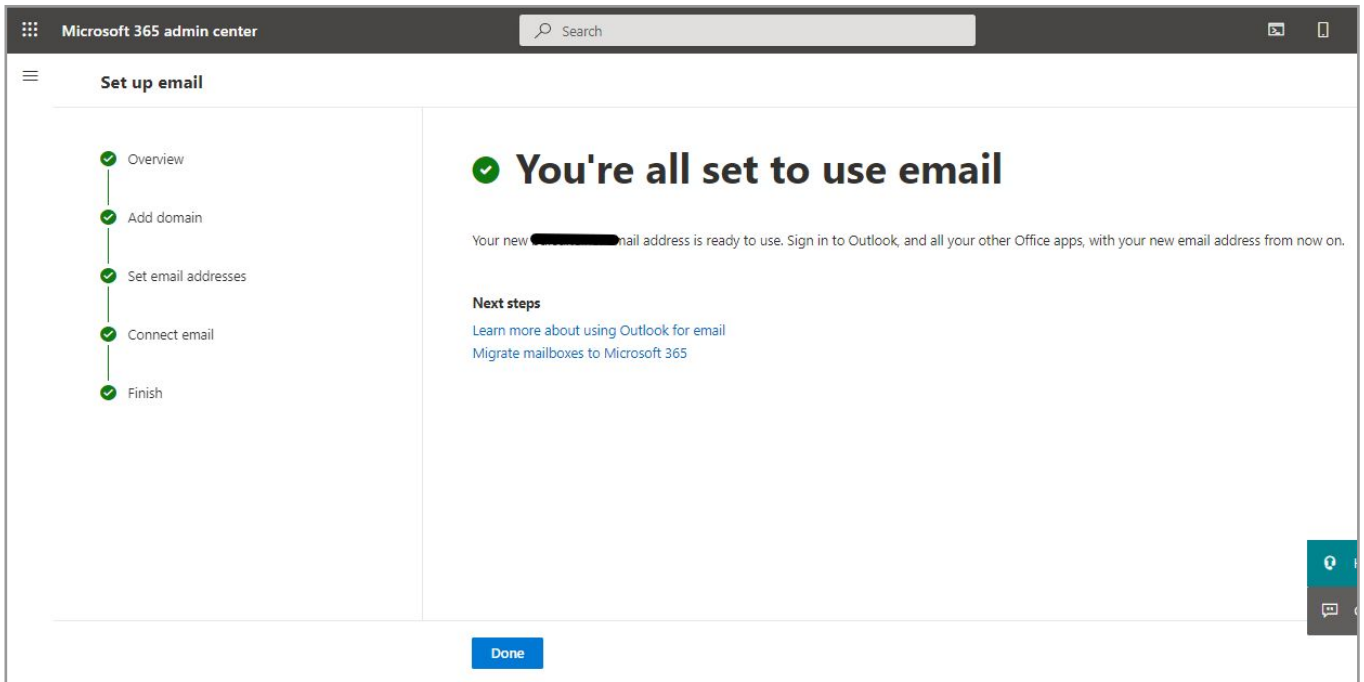 Microsoft 365 admin center
Search
Set up email
Overview
Add domain
Set email addresses
Connect email
Finish
You're all set to use email
Your new mail address is ready to use. Sign in to Outlook, and all your other Office apps, with your new email address from now on.
Next steps
Learn more about using Outlook for email
Migrate mailboxes to Microsoft 365
Done